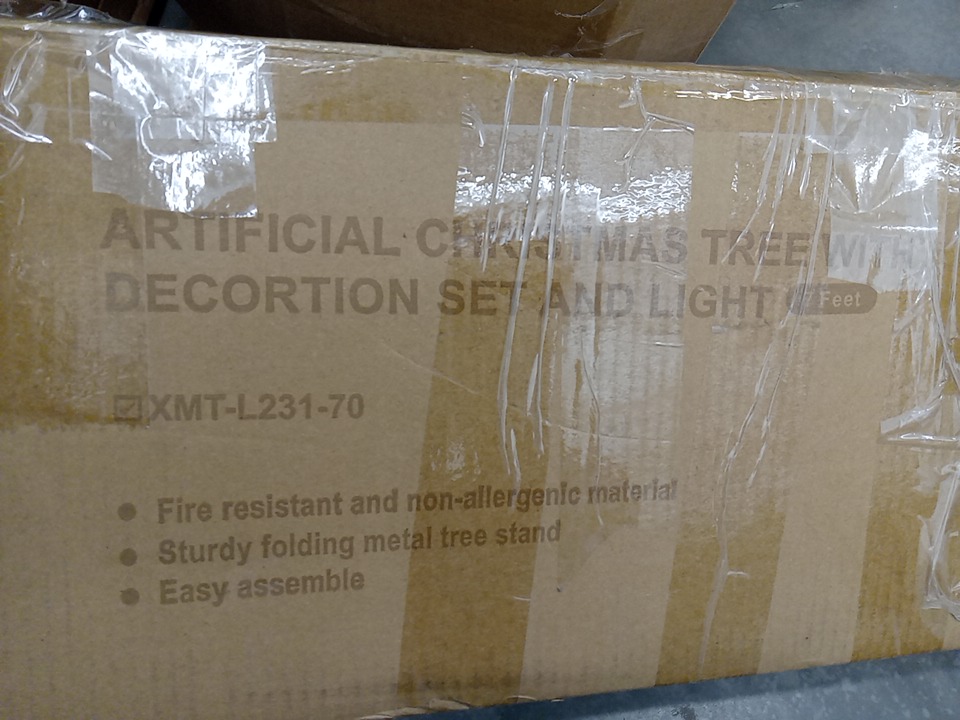 ARTIFICIAL CHRISTMAS TREE WITH
DECORTION SET AND LIGHT 7 Feet
☑XMT-L231-70
● Fire resistant and non-allergenic material
● Sturdy folding metal tree stand
● Easy assemble